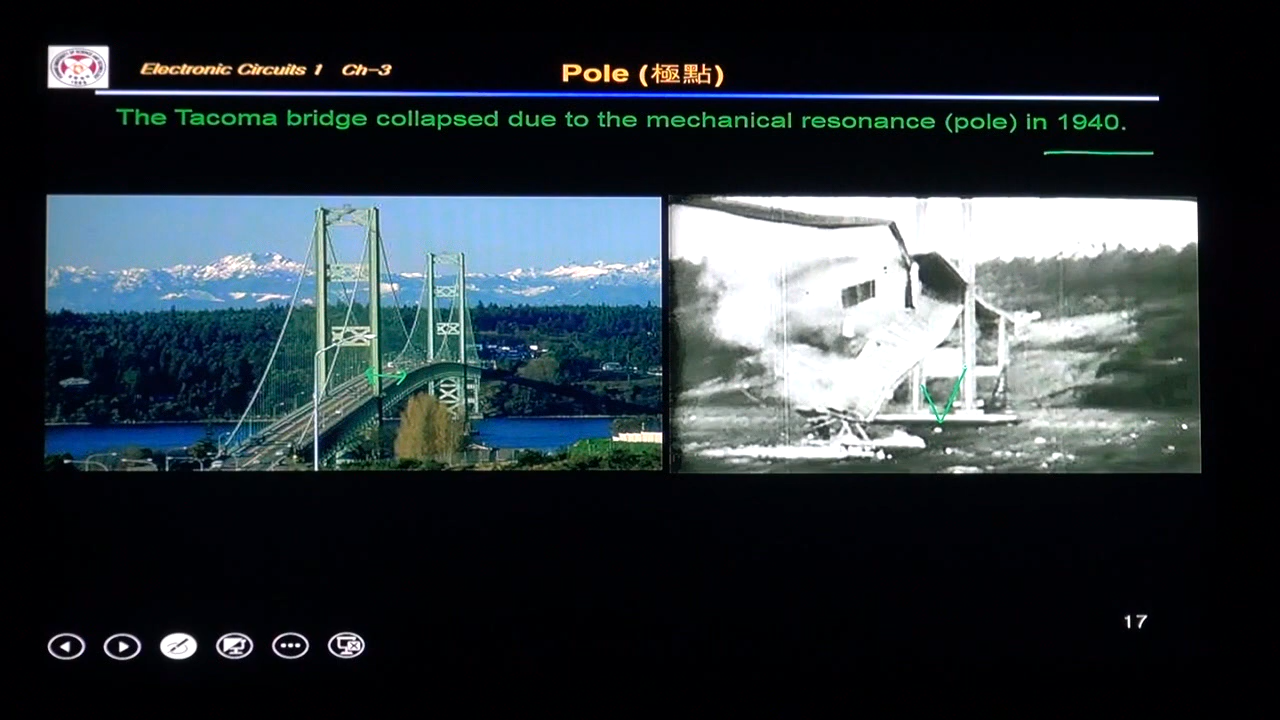 Electronic Circuits 1 Ch-3
Pole (極點)
The Tacoma bridge collapsed due to the mechanical resonance (pole) in 1940.
17